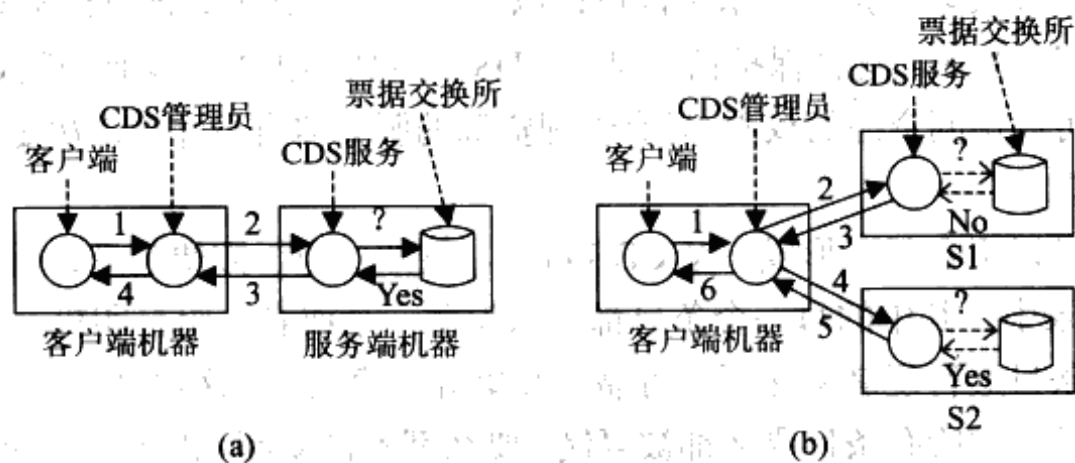 票据交换所
CDS服务
CDS管理员
客户端
1
2
?
4
3
Yes
客户端机器
服务端机器
(a)
票据交换所
CDS服务
CDS管理员
客户端
1
2
?
No
3
S1
6
4
5
?
Yes
客户端机器
S2
(b)